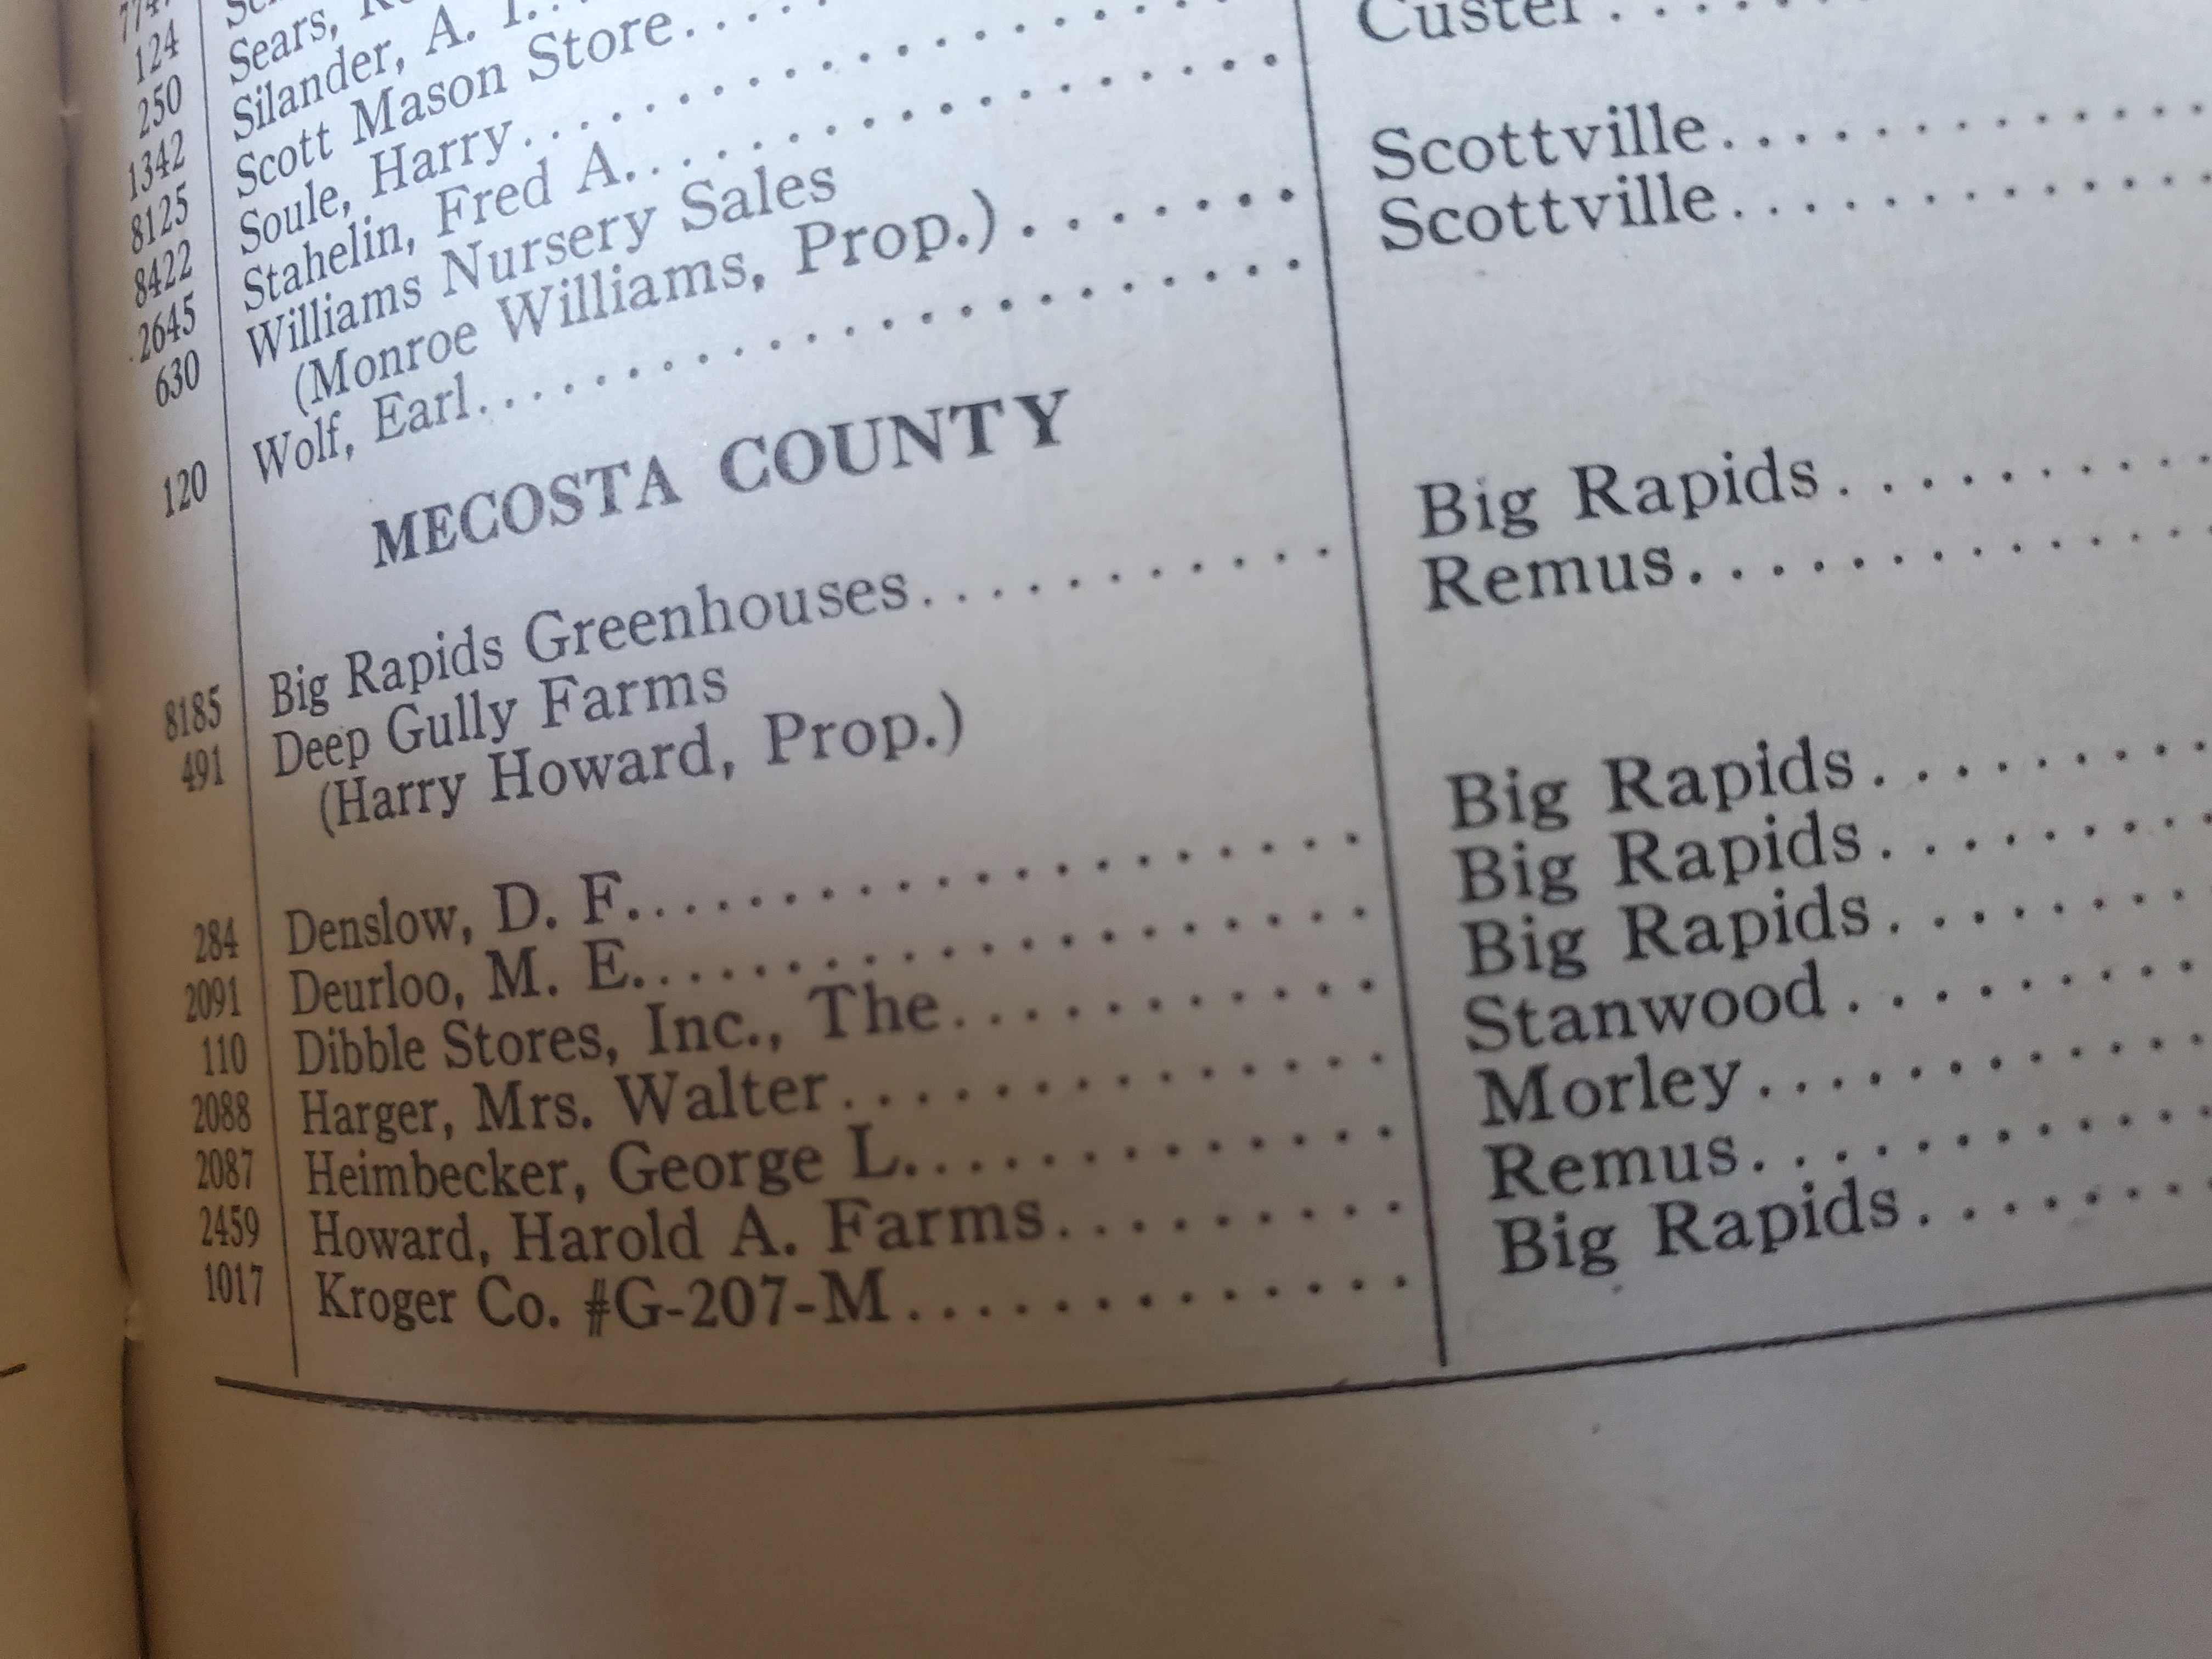 124
250 Sears,
1342 Silander, A.
8125 Scott Mason Store...
8422 Soule, Harry..........
2645 Stahelin, Fred A.............. Custer....
630 Williams Nursery Sales
(Monroe Williams, Prop.)....... Scottville..........
120 Wolf, Earl................ Scottville..........
MECOSTA COUNTY
8185 Big Rapids Greenhouses........... Big Rapids.........
491 Deep Gully Farms Remus............
(Harry Howard, Prop.)
284 Denslow, D. F................... Big Rapids........
2091 Deurloo, M. E................... Big Rapids........
110 Dibble Stores, Inc., The........... Big Rapids........
2088 Harger, Mrs. Walter.............. Stanwood.........
2087 Heimbecker, George L............. Morley...........
2459 Howard, Harold A. Farms......... Remus...........
1017 Kroger Co. #G-207-M............. Big Rapids........